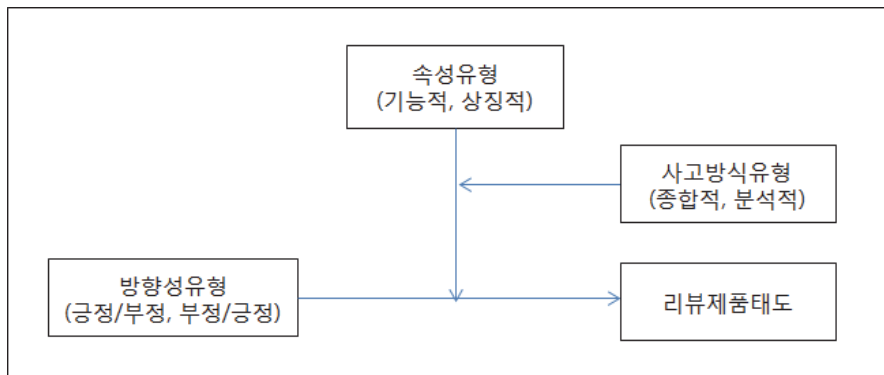 속성유형
(기능적, 상징적)
사고방식유형
(종합적, 분석적)
방향성유형
(긍정/부정, 부정/긍정)
리뷰제품태도